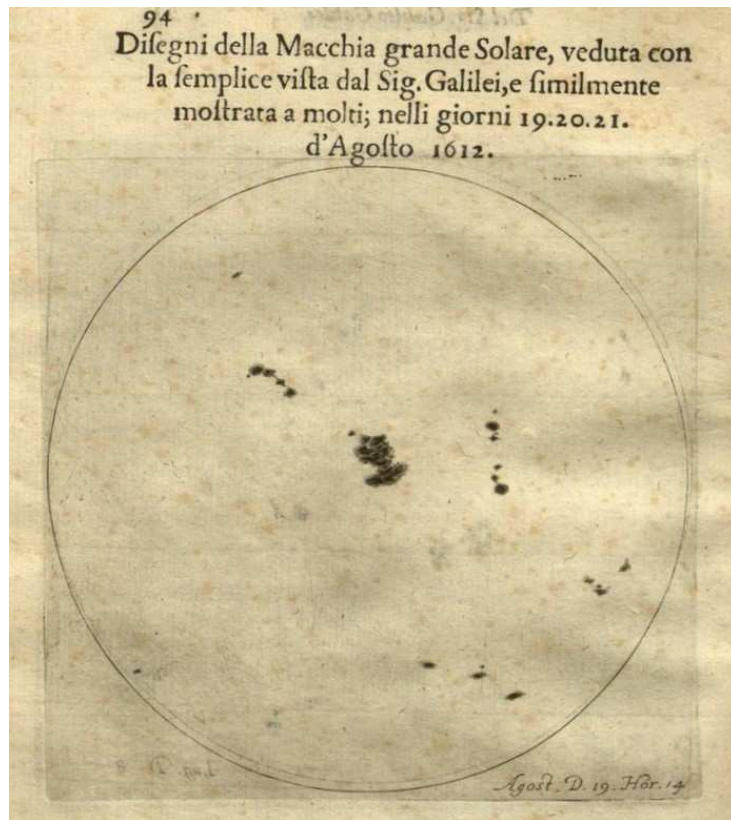 94
Diſegni della Macchia grande Solare, veduta con
la ſemplice viſta dal Sig. Galilei, e ſimilmente
moſtrata a molti; nelli giorni 19.20.21.
d'Agoſto 1612.
Agost. D. 19. Hor. 14